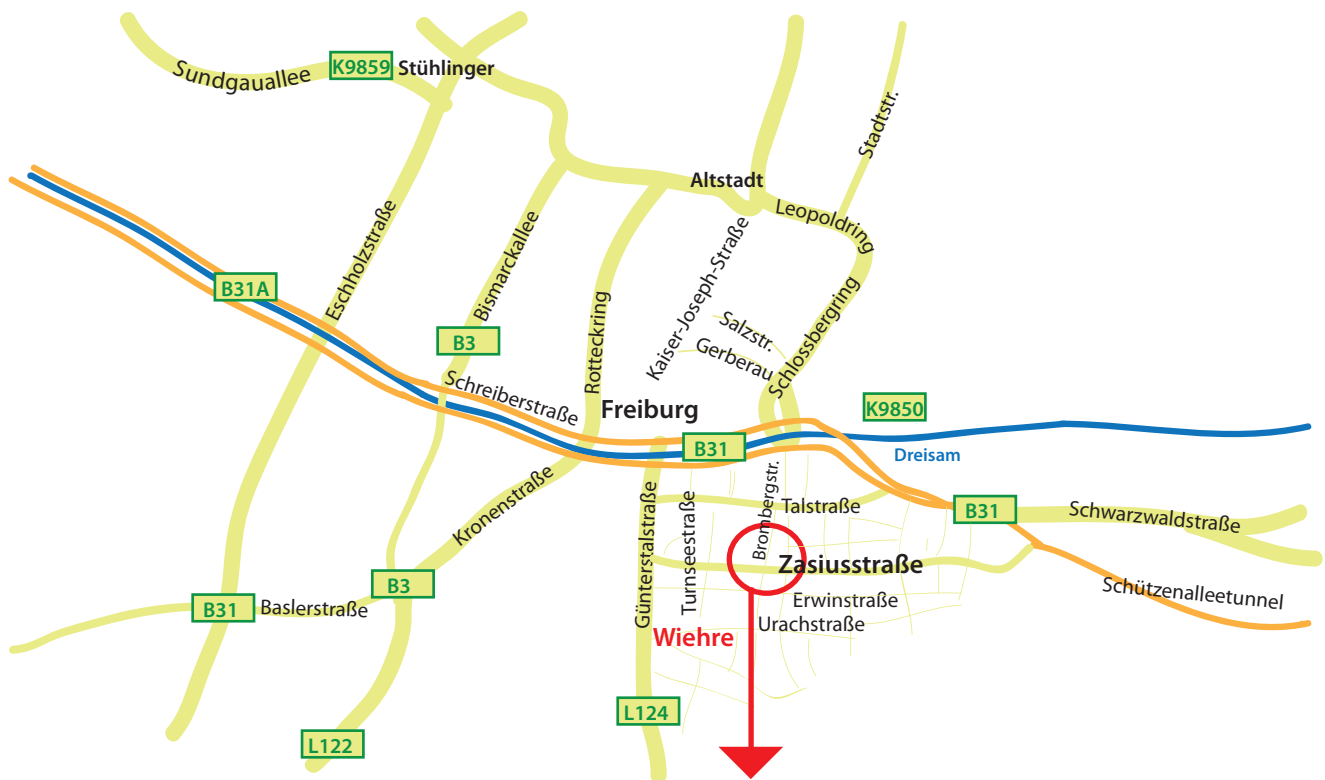 Sundgauallee
K9859
Stühlinger
Stadtstr.
Altstadt
Leopoldring
Eschholzstraße
Bismarckallee
Kaiser-Joseph-Straße
B31A
Rotteckring
Salzstr.
Gerberau
Schlossbergring
B3
Schreiberstraße
Freiburg
K9850
B31
Dreisam
Kronenstraße
Günterstalstraße
Turnseestraße
Brombergstr.
Talstraße
B31
Schwarzwaldstraße
Zasiusstraße
B3
Schützenalleetunnel
B31
Baslerstraße
Erwinstraße
Urachstraße
Wiehre
L124
L122